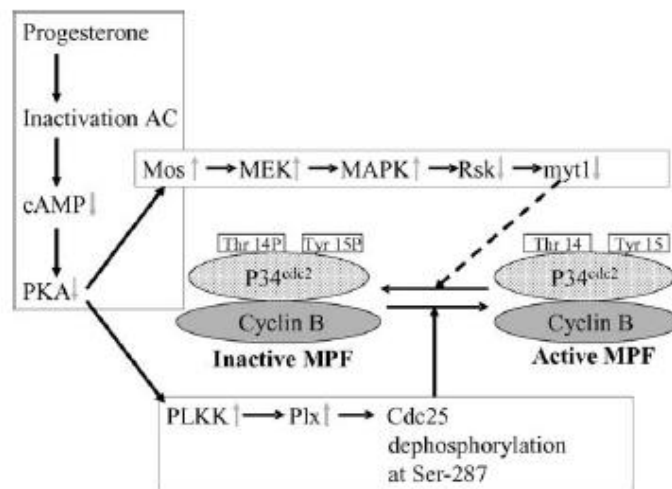 Progesterone
Inactivation AC
Mos↑ → MEK↑ → MAPK↑ → Rsk↓ → myt1↓
cAMP↓
Thr 14P Tyr 15P Thr 14 Tyr 15
PKA↓ P34cdc2 P34cdc2
Cyclin B Cyclin B
Inactive MPF Active MPF
PLKK↑ → Plx↑ → Cdc25
dephosphorylation
at Ser-287